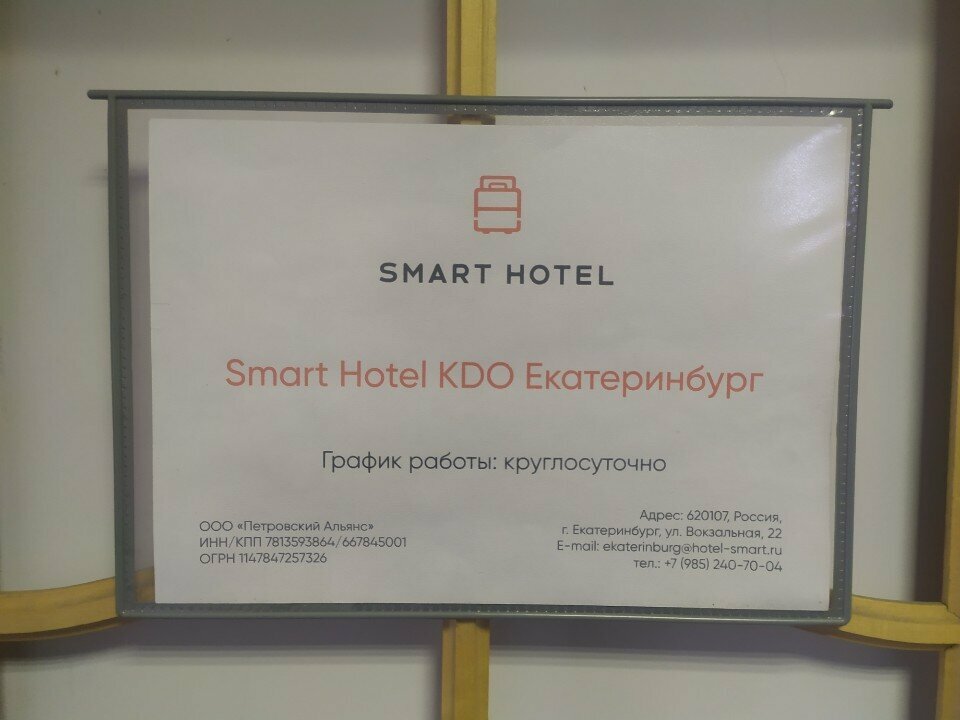 SMART HOTEL
Smart Hotel KDO Екатеринбург
График работы: круглосуточно
ООО «Петровский Альянс»
ИНН/КПП 7813593864/667845001
ОГРН 1147847257326
Адрес: 620107, Россия,
г. Екатеринбург, ул. Вокзальная, 22
E-mail: ekaterinburg@hotel-smart.ru
тел.: +7 (985) 240-70-04